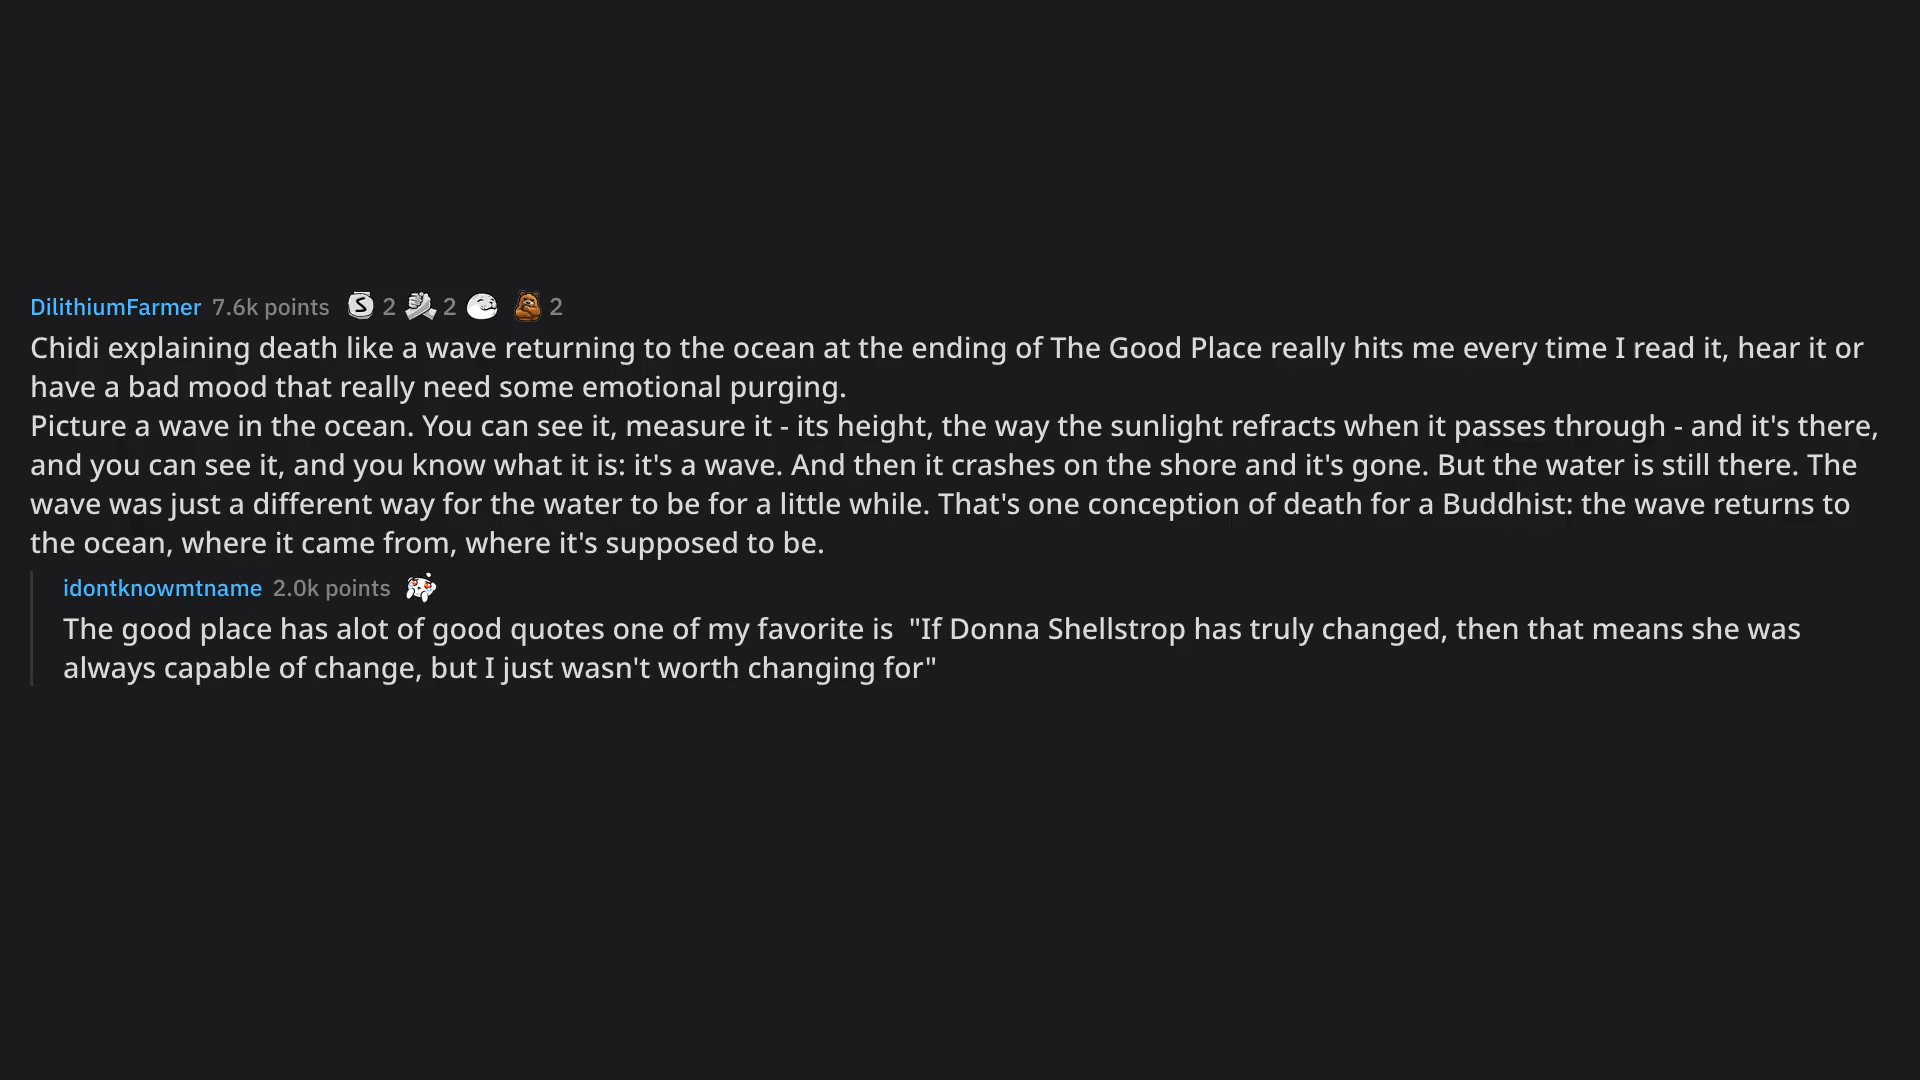 DilithiumFarmer 7.6k points 2 2 2
Chidi explaining death like a wave returning to the ocean at the ending of The Good Place really hits me every time I read it, hear it or
have a bad mood that really need some emotional purging.
Picture a wave in the ocean. You can see it, measure it - its height, the way the sunlight refracts when it passes through - and it's there,
and you can see it, and you know what it is: it's a wave. And then it crashes on the shore and it's gone. But the water is still there. The
wave was just a different way for the water to be for a little while. That's one conception of death for a Buddhist: the wave returns to
the ocean, where it came from, where it's supposed to be.
idontknowmtname 2.0k points
The good place has alot of good quotes one of my favorite is  "If Donna Shellstrop has truly changed, then that means she was
always capable of change, but I just wasn't worth changing for"